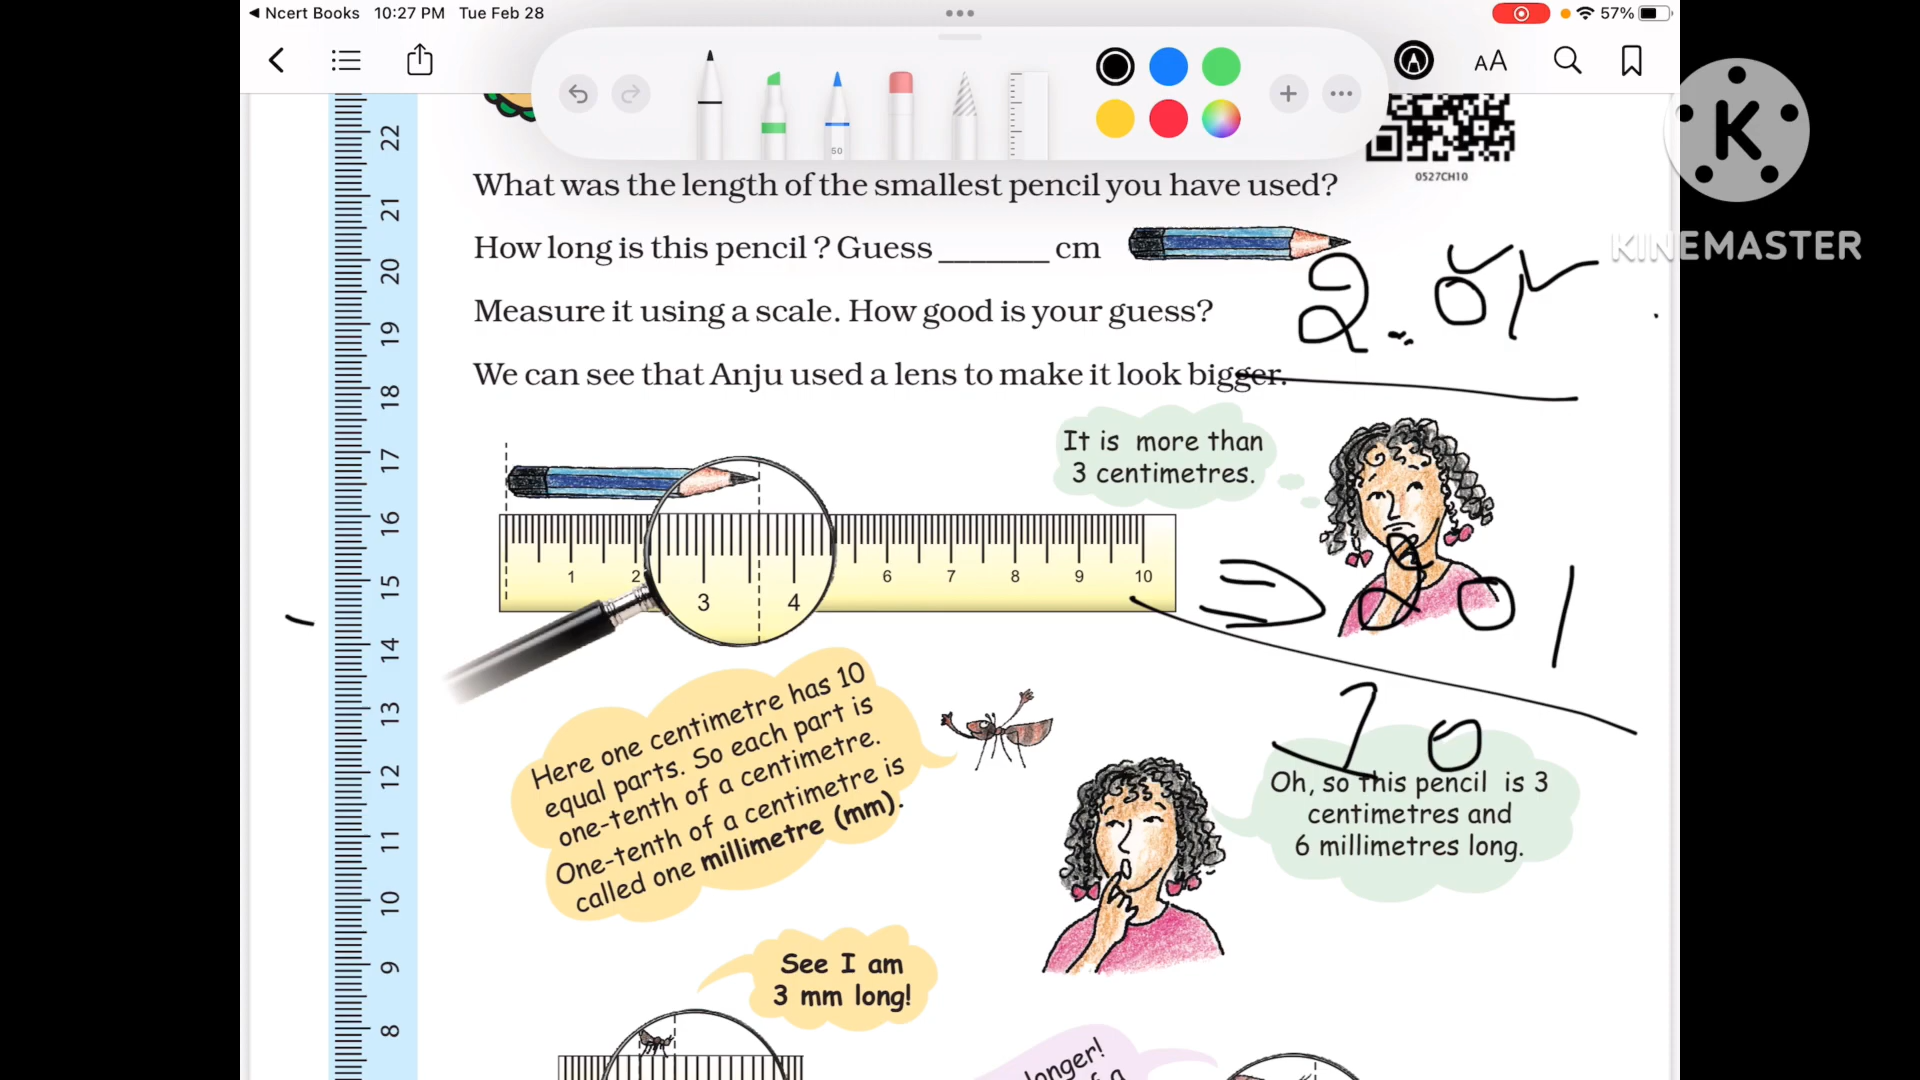 Ncert Books 10:27 PM Tue Feb 28
57%
AA
50
0527CH10
K
KINEMASTER
What was the length of the smallest pencil you have used?
How long is this pencil ? Guess _______ cm
Measure it using a scale. How good is your guess?
We can see that Anju used a lens to make it look bigger.
It is more than
3 centimetres.
1 2 3 4 6 7 8 9 10
Here one centimetre has 10
equal parts. So each part is
one-tenth of a centimetre.
One-tenth of a centimetre is
called one millimetre (mm).
Oh, so this pencil is 3
centimetres and
6 millimetres long.
See I am
3 mm long!
longer!
22
21
20
19
18
17
16
15
14
13
12
11
10
9
8